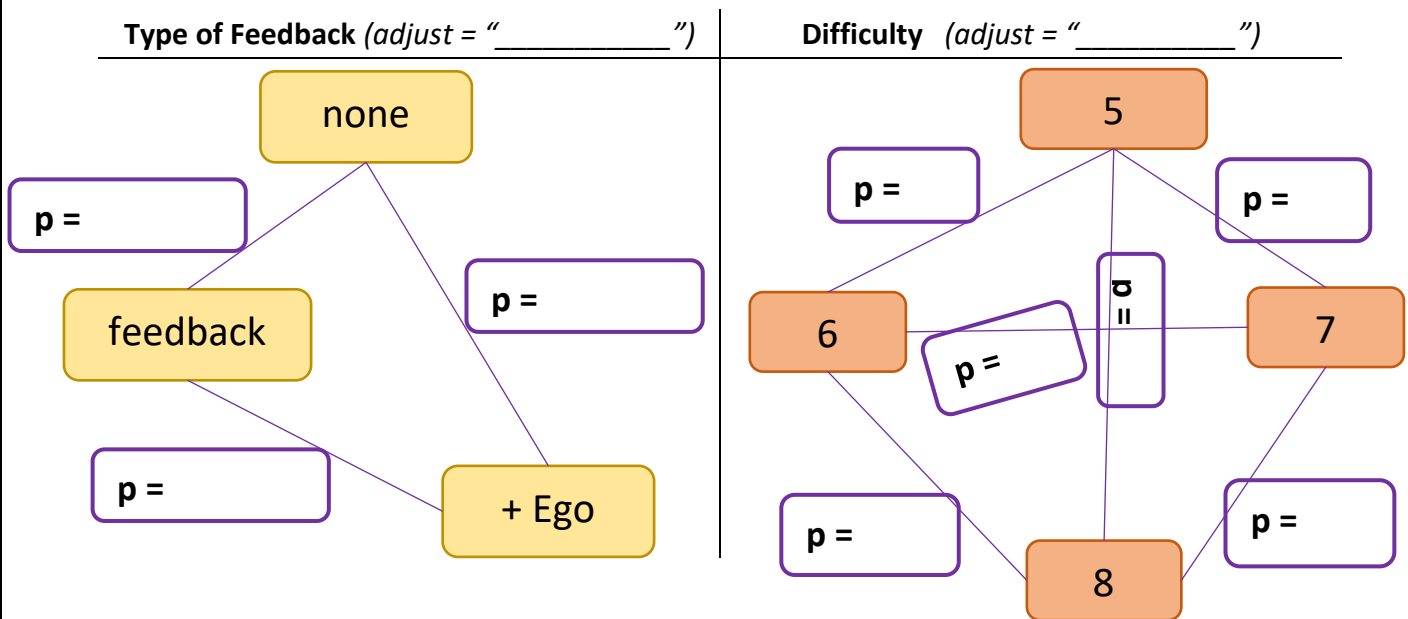 Type of Feedback (adjust = “___________”)
Difficulty (adjust = “__________”)
none
p =
p =
feedback
p =
+ Ego
5
p =
p =
p =
6
p =
7
p =
p =
8